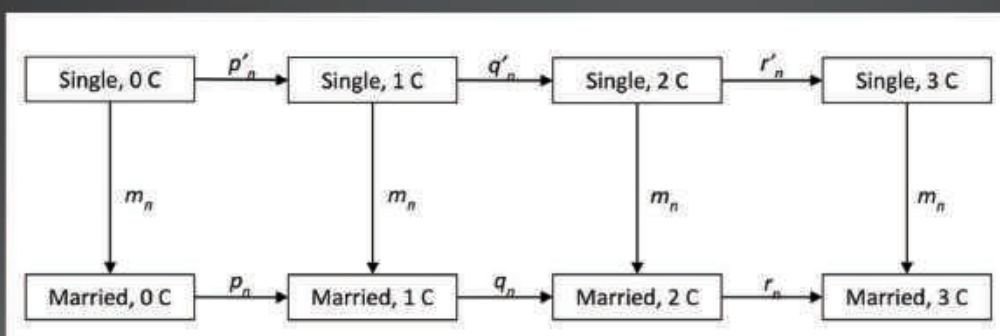 p'n q'n r'n
Single, 0 C Single, 1 C Single, 2 C Single, 3 C
mn mn mn mn
pn qn rn
Married, 0 C Married, 1 C Married, 2 C Married, 3 C